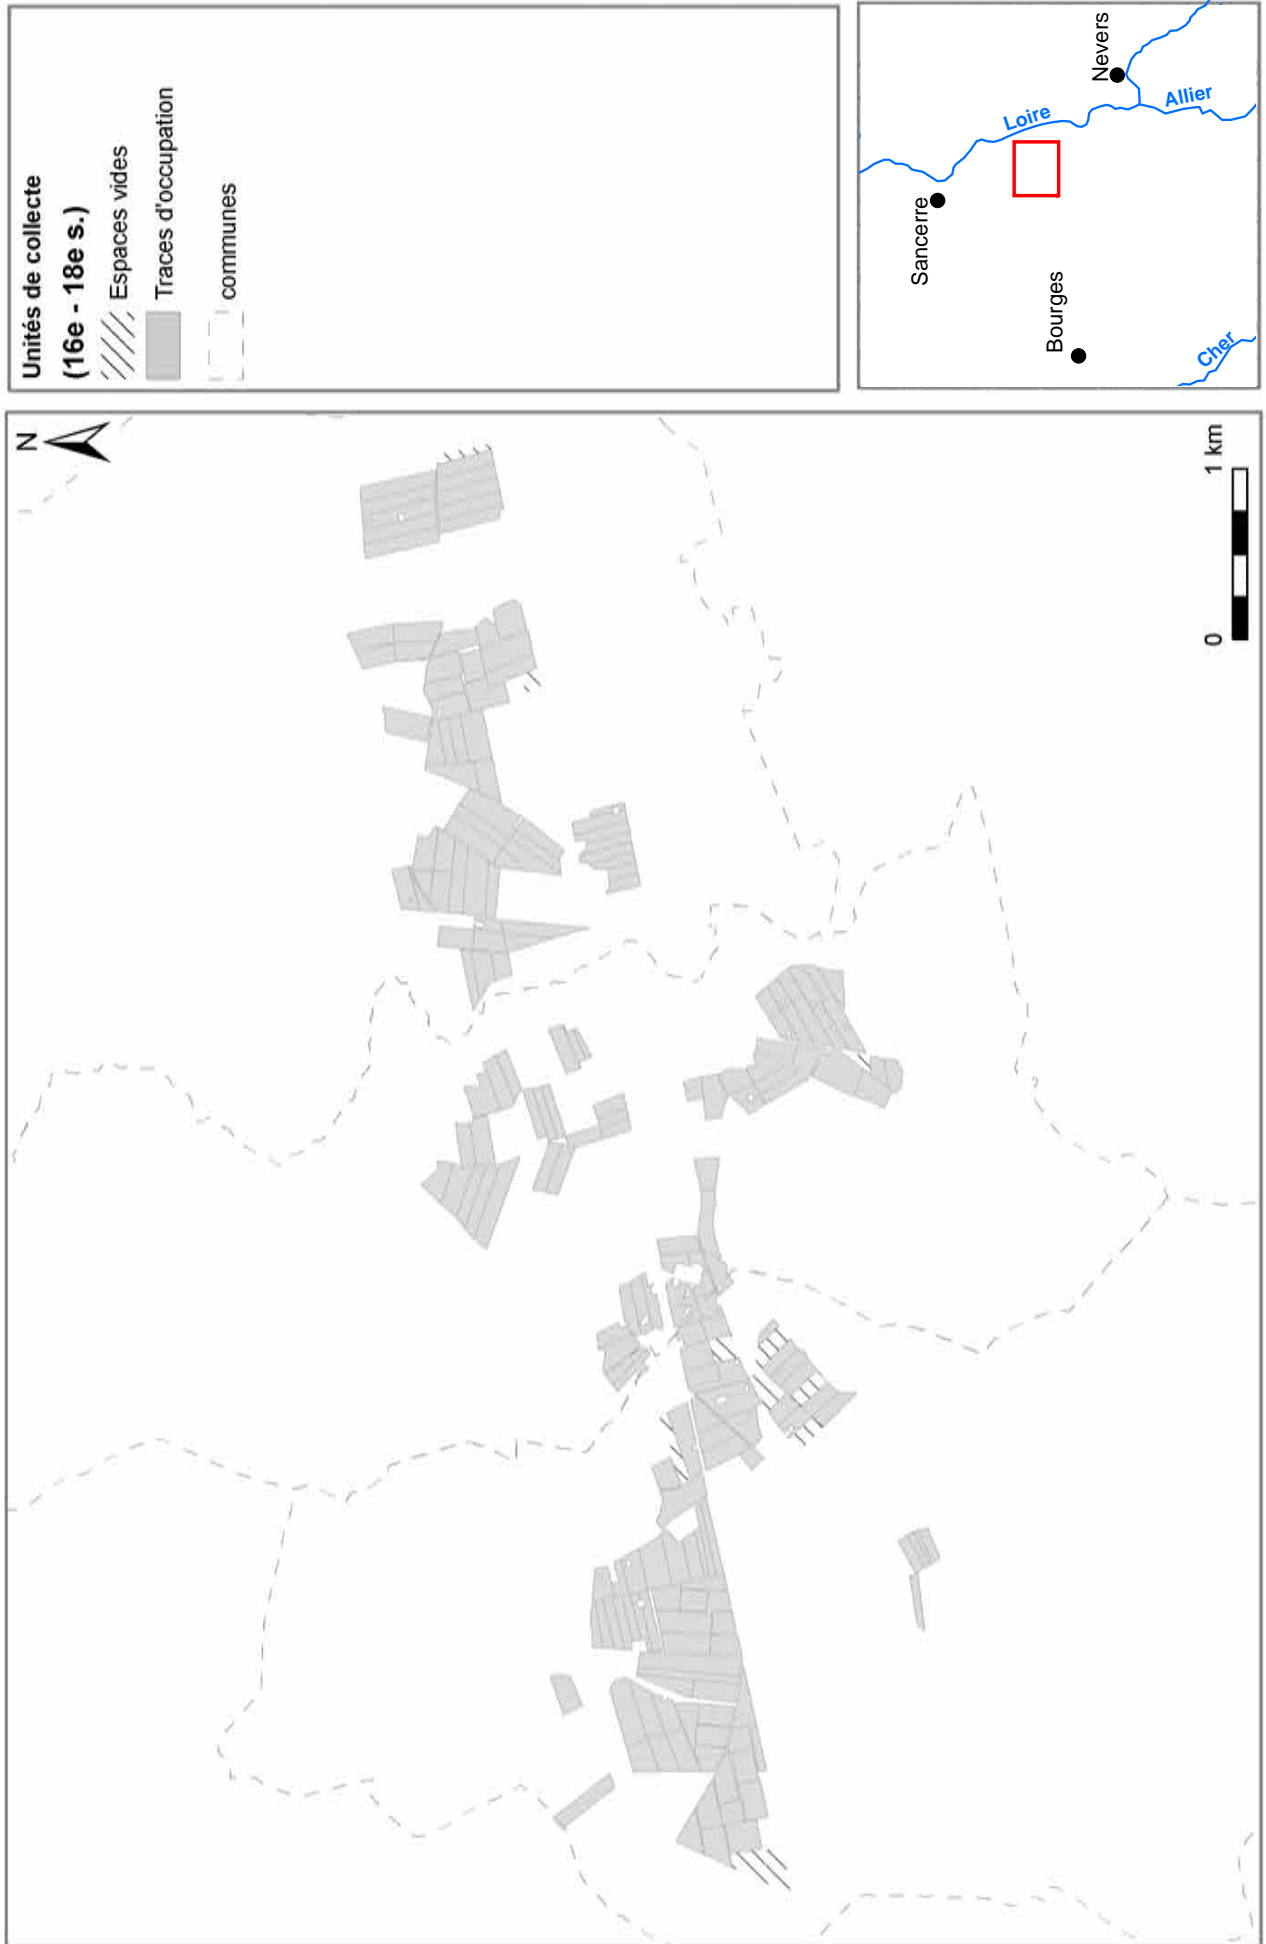 Unités de collecte
(16e - 18e s.)
Espaces vides
Traces d'occupation
communes
N
0
1 km
Sancerre
Bourges
Nevers
Loire
Allier
Cher